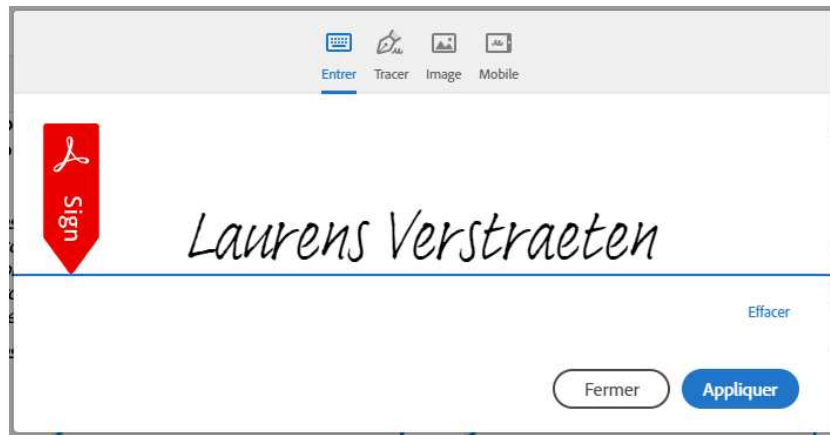 Entrer Tracer Image Mobile
Sign
Laurens Verstraeten
Effacer
Fermer Appliquer